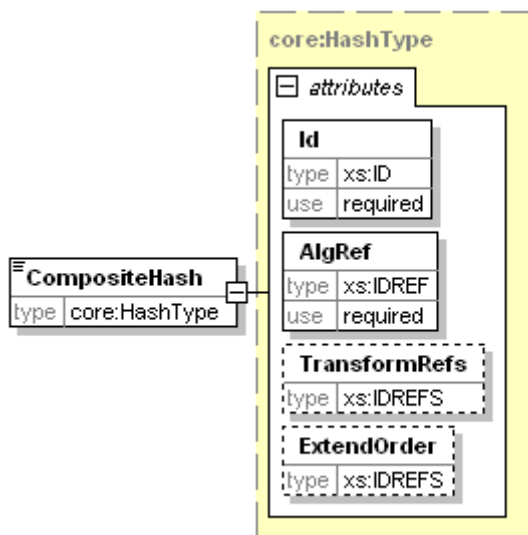 core:HashType
attributes
Id
type xs:ID
use required
AlgRef
type xs:IDREF
use required
CompositeHash
type core:HashType
TransformRefs
type xs:IDREFS
ExtendOrder
type xs:IDREFS